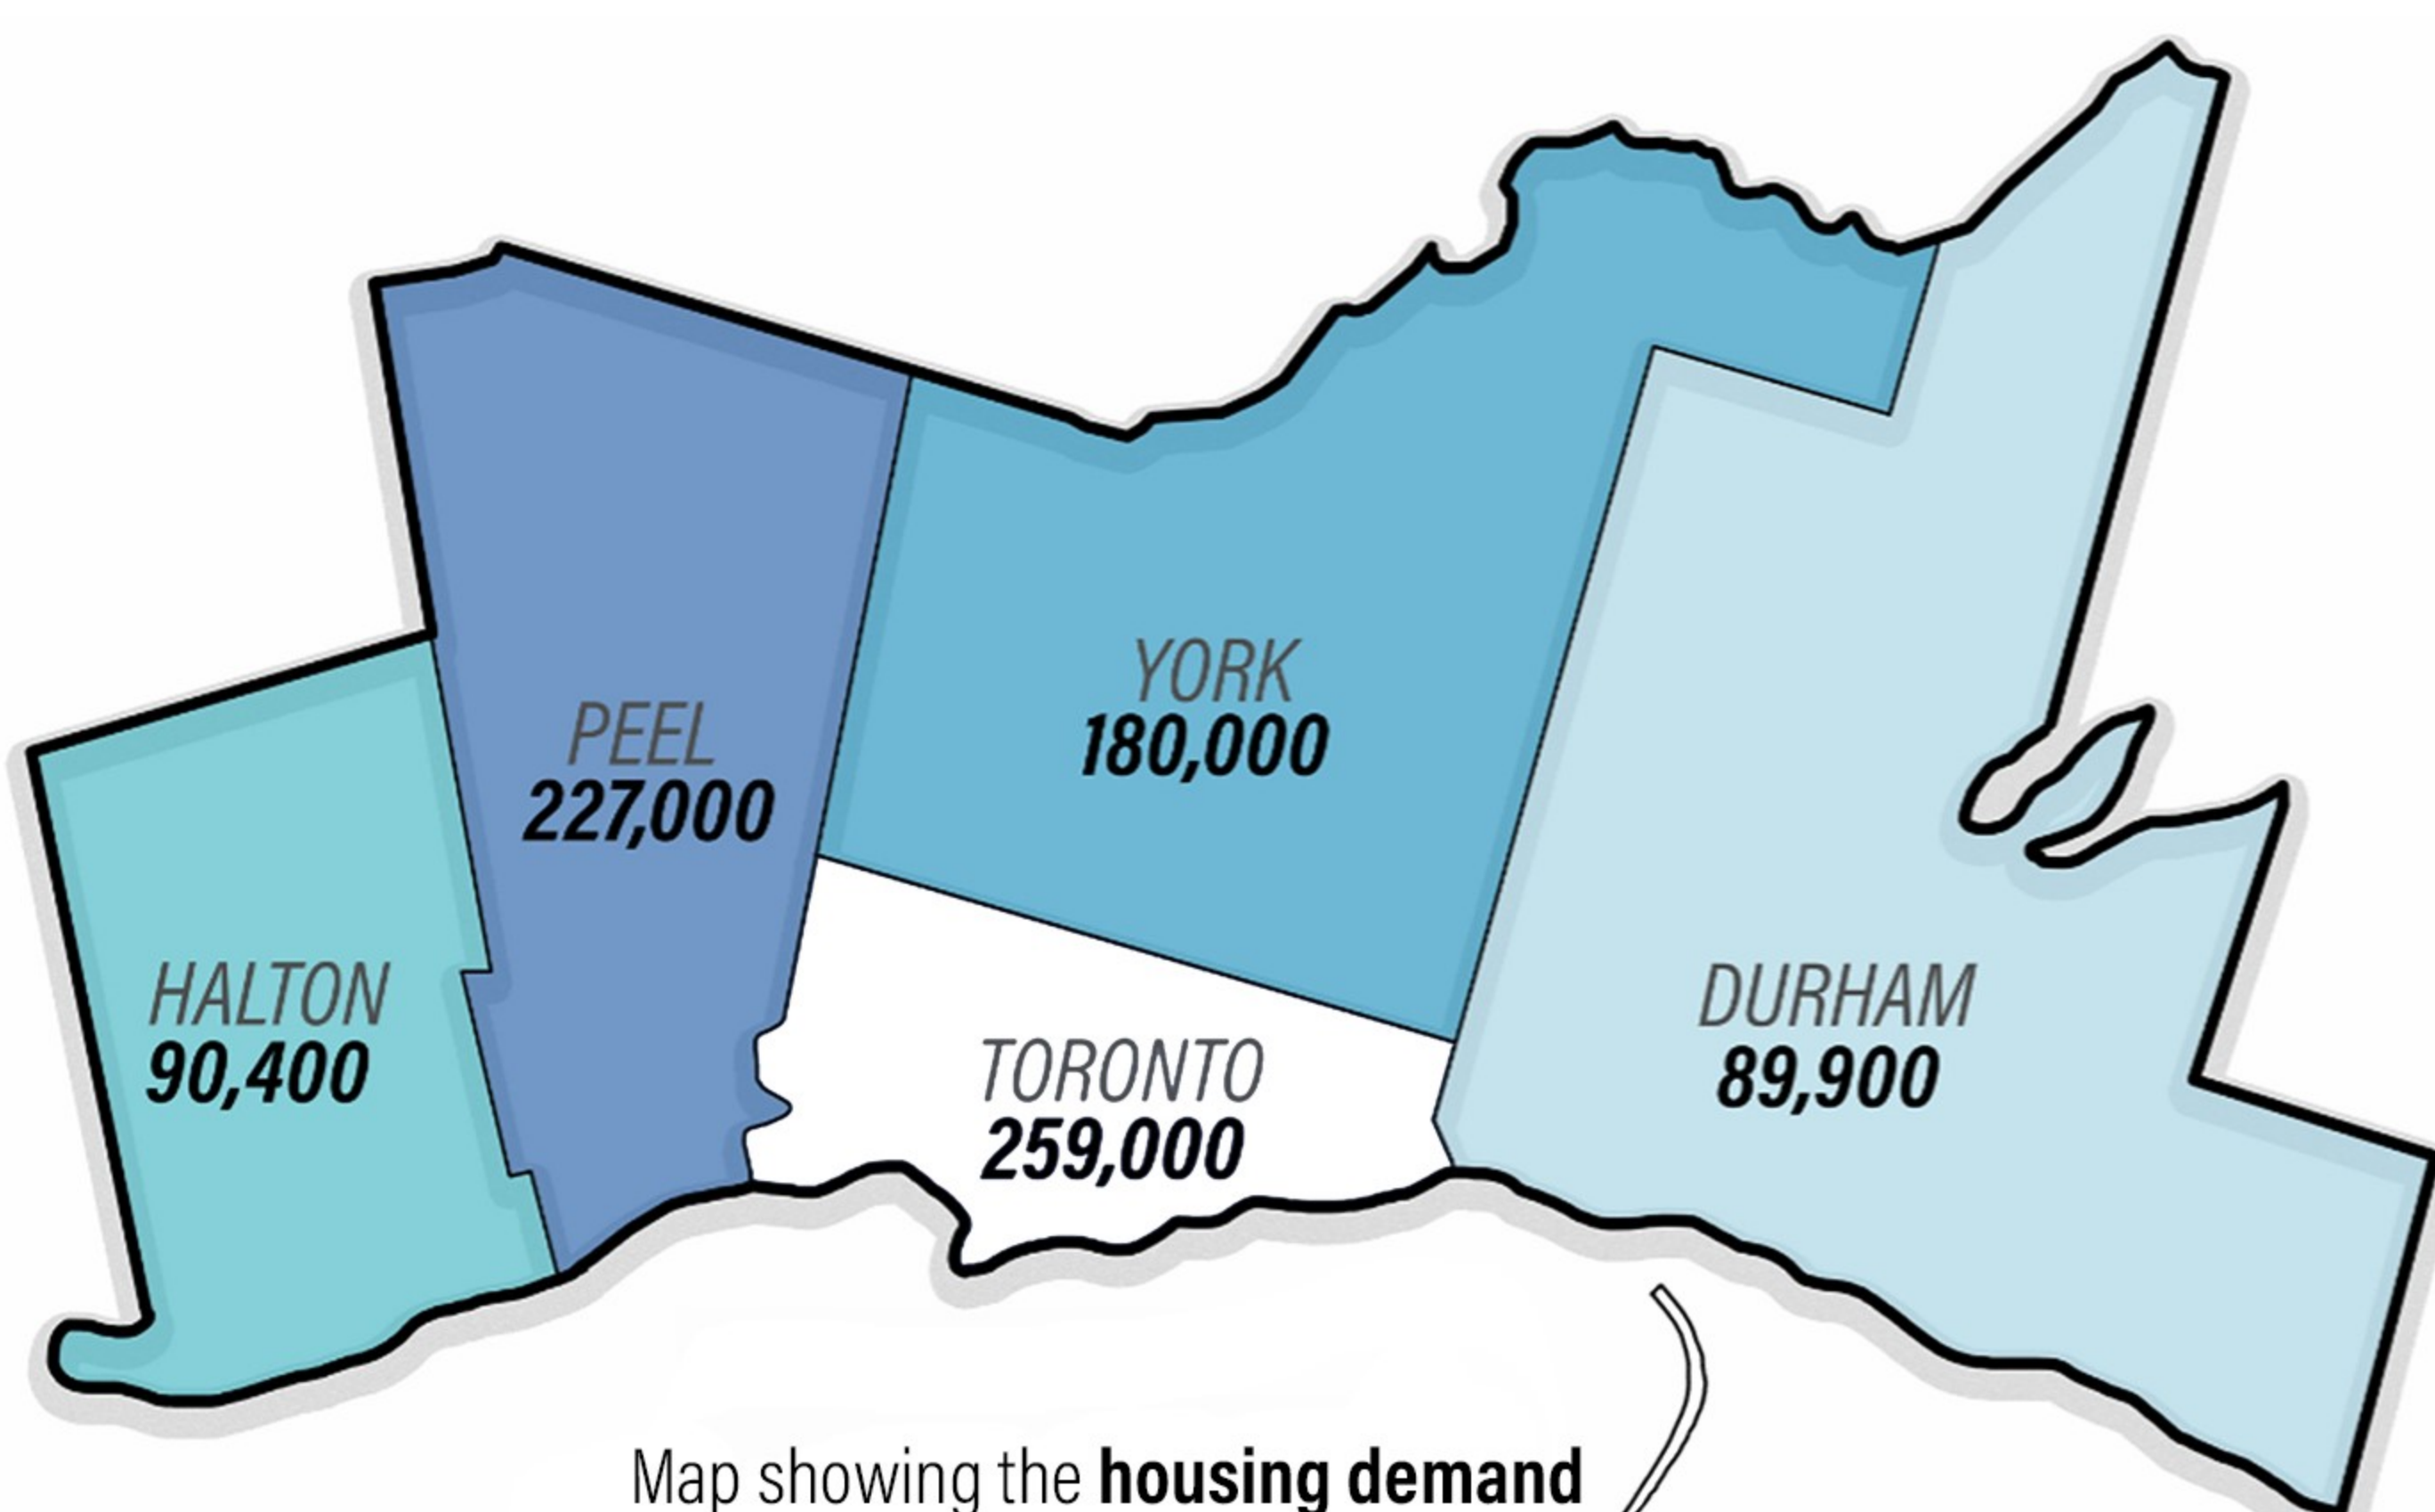 YORK
180,000
PEEL
227,000
HALTON
90,400
DURHAM
89,900
TORONTO
259,000
Map showing the housing demand